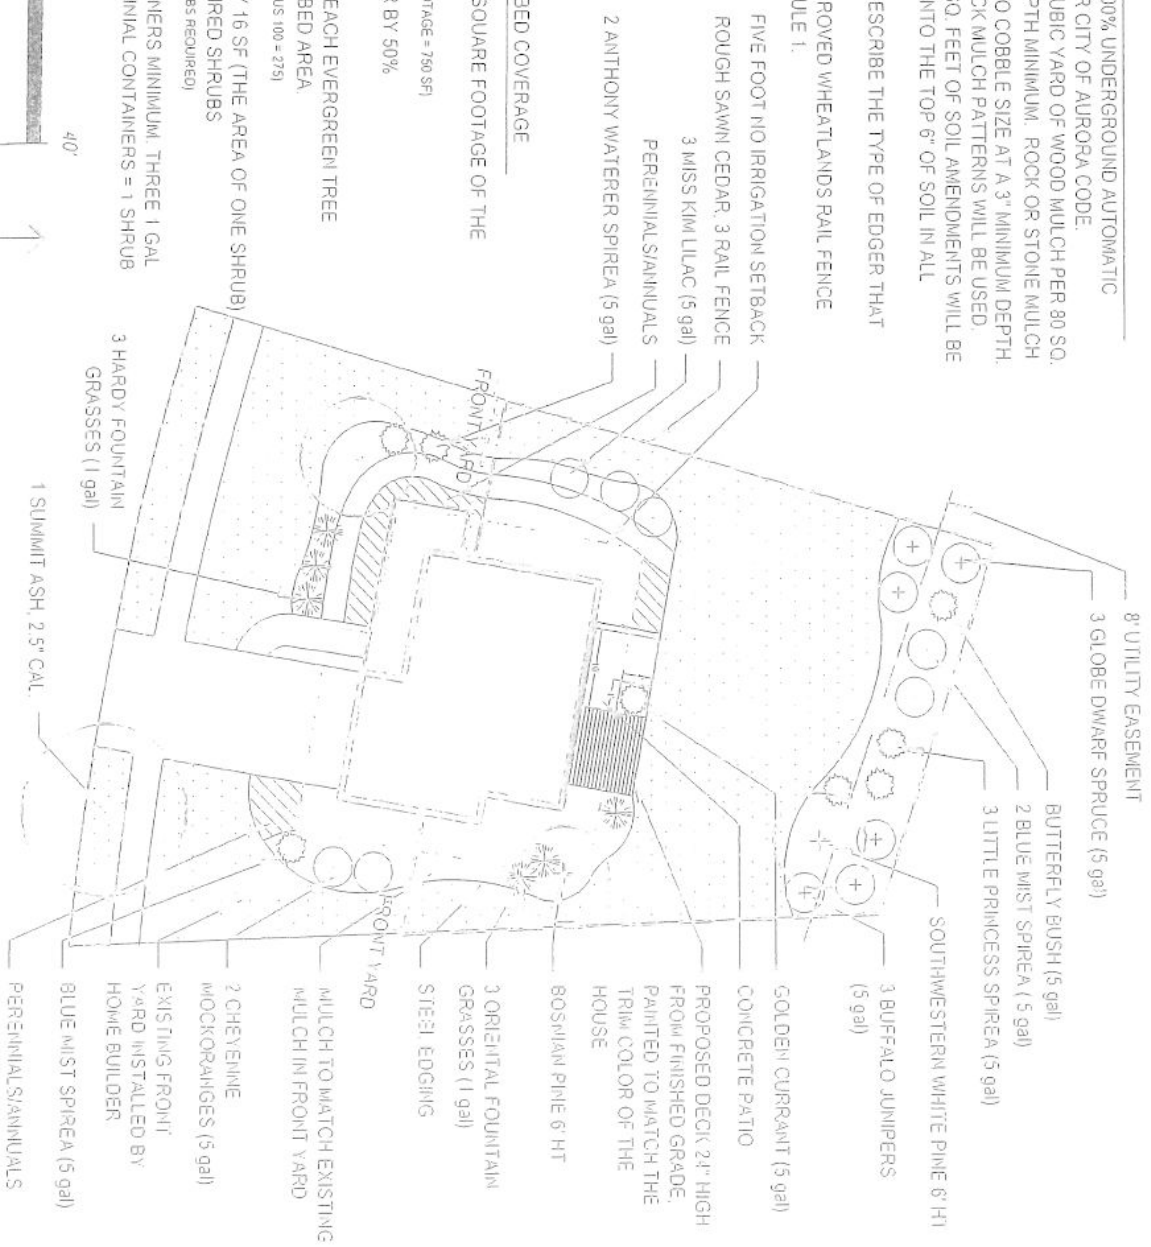 00% UNDERGROUND AUTOMATIC
R CITY OF AURORA CODE.
UBIC YARD OF WOOD MULCH PER 80 SQ.
PTH MINIMUM. ROCK OR STONE MULCH
O COBBLE SIZE AT A 3" MINIMUM DEPTH.
CK MULCH PATTERNS WILL BE USED.
SQ. FEET OF SOIL AMENDMENTS WILL BE
NTO THE TOP 6" OF SOIL IN ALL
ESCRIBE THE TYPE OF EDGER THAT
ROVED WHEATLANDS RAIL FENCE
ULE 1.
FIVE FOOT NO IRRIGATION SETBACK
ROUGH SAWN CEDAR, 3 RAIL FENCE
3 MISS KIM LILAC (5 gal)
PERENNIALS/ANNUALS
2 ANTHONY WATERER SPIREA (5 gal)
BED COVERAGE
SQUARE FOOTAGE OF THE
OTAGE = 750 SF)
R BY 50%
EACH EVERGREEN TREE
BED AREA.
US 100 = 275)
Y 16 SF (THE AREA OF ONE SHRUB)
IRED SHRUBS
BS REQUIRED)
NERS MINIMUM. THREE 1 GAL
NIAL CONTAINERS = 1 SHRUB
40'
8' UTILITY EASEMENT
3 GLOBE DWARF SPRUCE (5 gal)
BUTTERFLY BUSH (5 gal)
2 BLUE MIST SPIREA (5 gal)
3 LITTLE PRINCESS SPIREA (5 gal)
SOUTHWESTERN WHITE PINE 6' HT
3 BUFFALO JUNIPERS
(5 gal)
GOLDEN CURRANT (5 gal)
CONCRETE PATIO
PROPOSED DECK 24" HIGH
FROM FINISHED GRADE,
PAINTED TO MATCH THE
TRIM COLOR OF THE
HOUSE
BOSNIAN PINE 6' HT
3 ORIENTAL FOUNTAIN
GRASSES (1 gal)
STEEL EDGING
FRONT YARD
FRONT YARD
MULCH TO MATCH EXISTING
MULCH IN FRONT YARD
2 CHEYENNE
MOCKORANGES (5 gal)
EXISTING FRONT
YARD INSTALLED BY
HOME BUILDER
BLUE MIST SPIREA (5 gal)
PERENNIALS/ANNUALS
3 HARDY FOUNTAIN
GRASSES (1 gal)
1 SUMMIT ASH, 2.5" CAL.